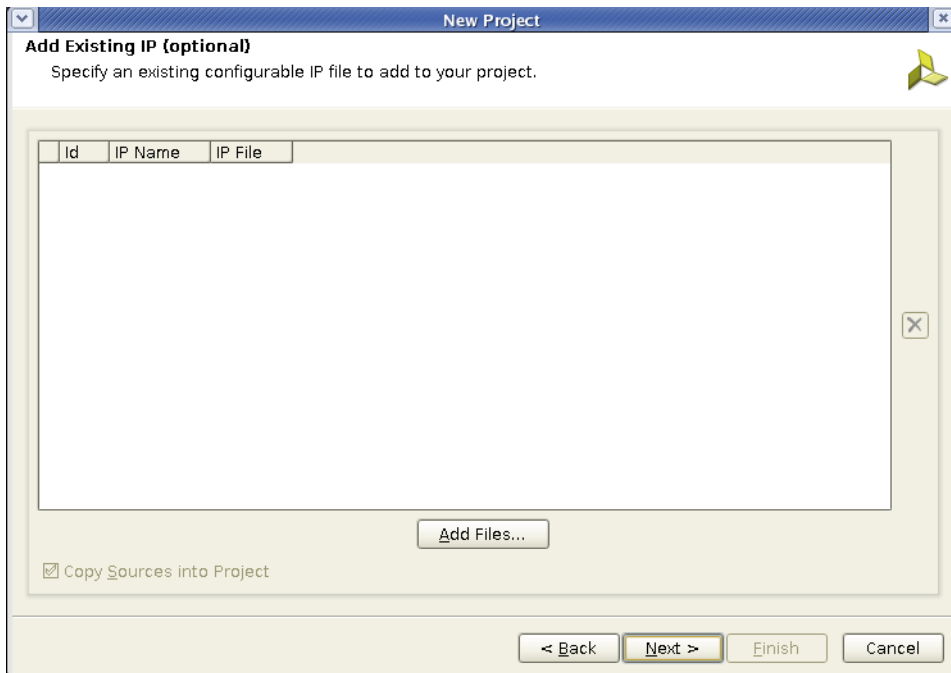 New Project
Add Existing IP (optional)
Specify an existing configurable IP file to add to your project.
Id IP Name IP File
Add Files...
Copy Sources into Project
< Back Next > Finish Cancel